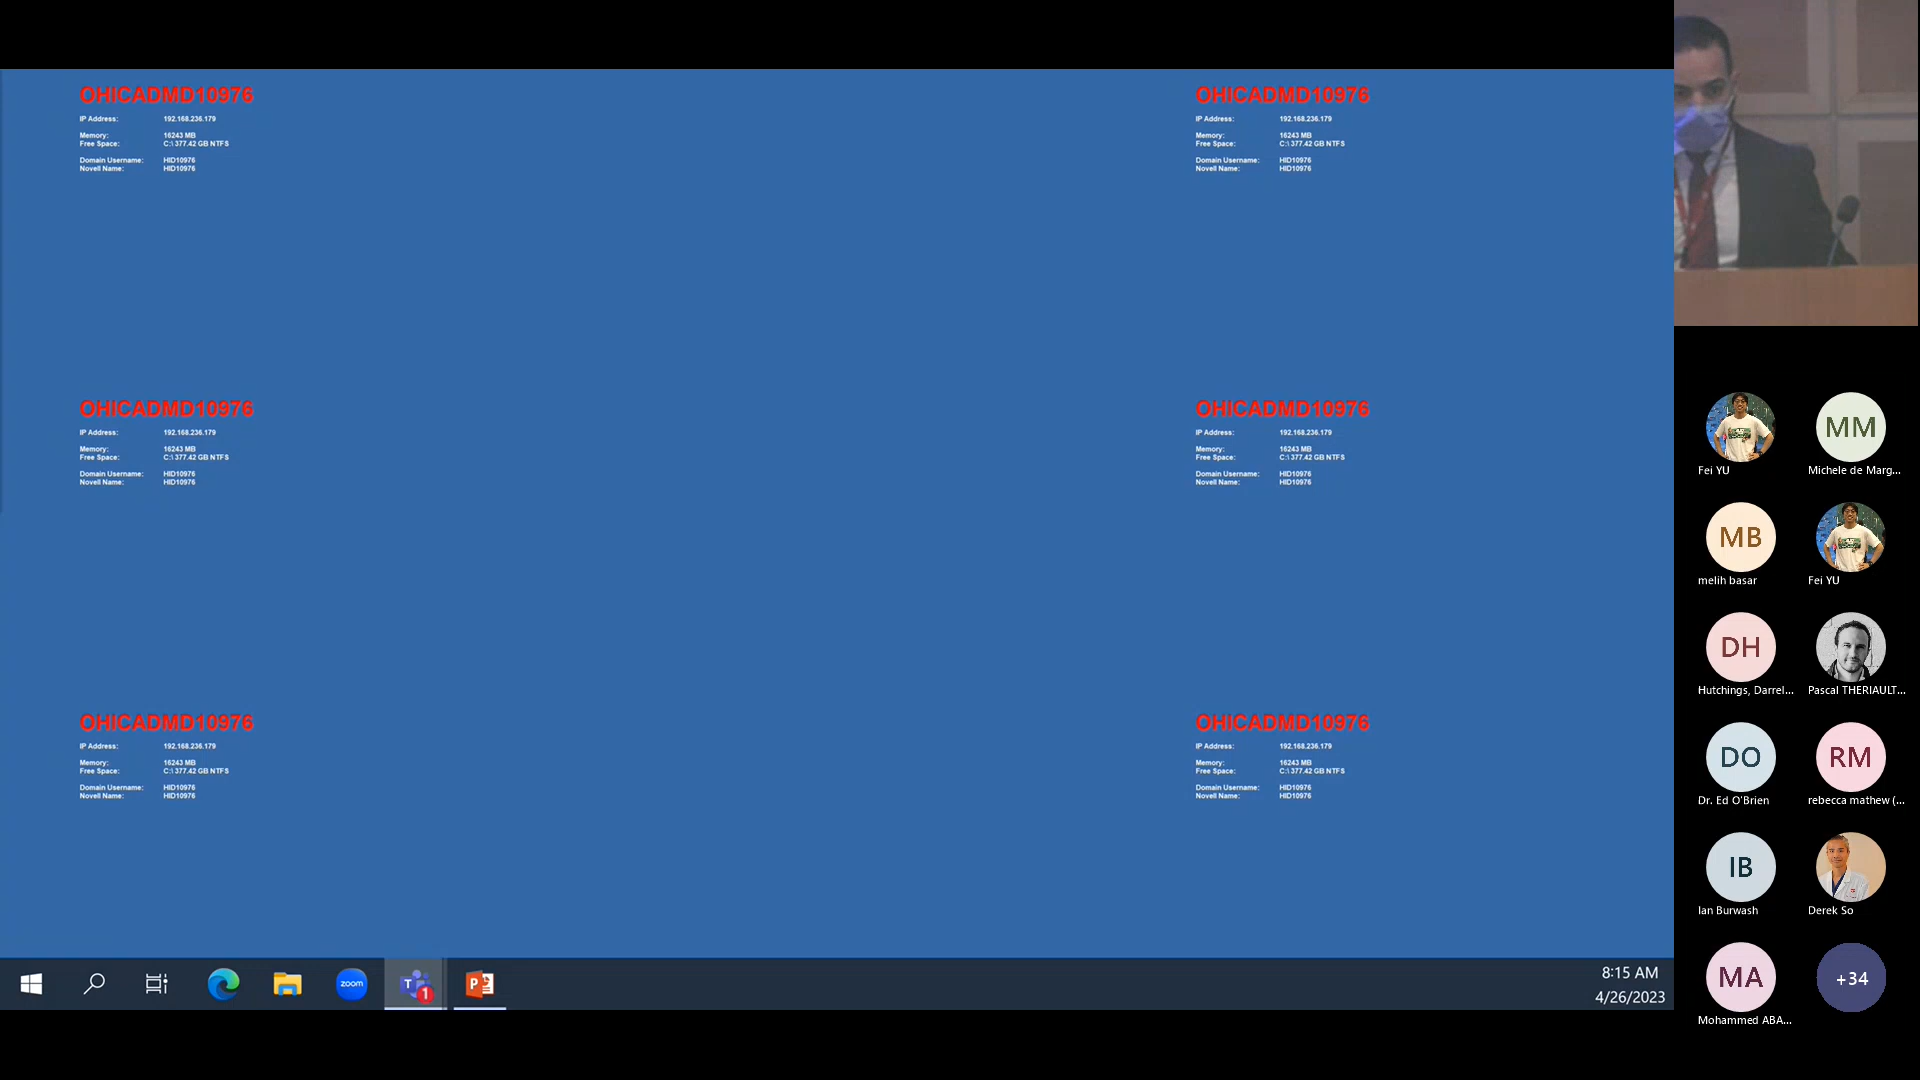 OHICADMD10976
IP Address: 192.168.236.179
Memory: 16243 MB
Free Space: C:\ 377.42 GB NTFS
Domain Username: HID10976
Novell Name: HID10976
OHICADMD10976
IP Address: 192.168.236.179
Memory: 16243 MB
Free Space: C:\ 377.42 GB NTFS
Domain Username: HID10976
Novell Name: HID10976
OHICADMD10976
IP Address: 192.168.236.179
Memory: 16243 MB
Free Space: C:\ 377.42 GB NTFS
Domain Username: HID10976
Novell Name: HID10976
OHICADMD10976
IP Address: 192.168.236.179
Memory: 16243 MB
Free Space: C:\ 377.42 GB NTFS
Domain Username: HID10976
Novell Name: HID10976
OHICADMD10976
IP Address: 192.168.236.179
Memory: 16243 MB
Free Space: C:\ 377.42 GB NTFS
Domain Username: HID10976
Novell Name: HID10976
OHICADMD10976
IP Address: 192.168.236.179
Memory: 16243 MB
Free Space: C:\ 377.42 GB NTFS
Domain Username: HID10976
Novell Name: HID10976
zoom
T
1
P
8:15 AM
4/26/2023
Fei YU
MM
Michele de Marg...
MB
melih basar
Fei YU
DH
Hutchings, Darrel...
Pascal THERIAULT...
DO
Dr. Ed O'Brien
RM
rebecca mathew (...
IB
Ian Burwash
Derek So
MA
Mohammed ABA...
+34